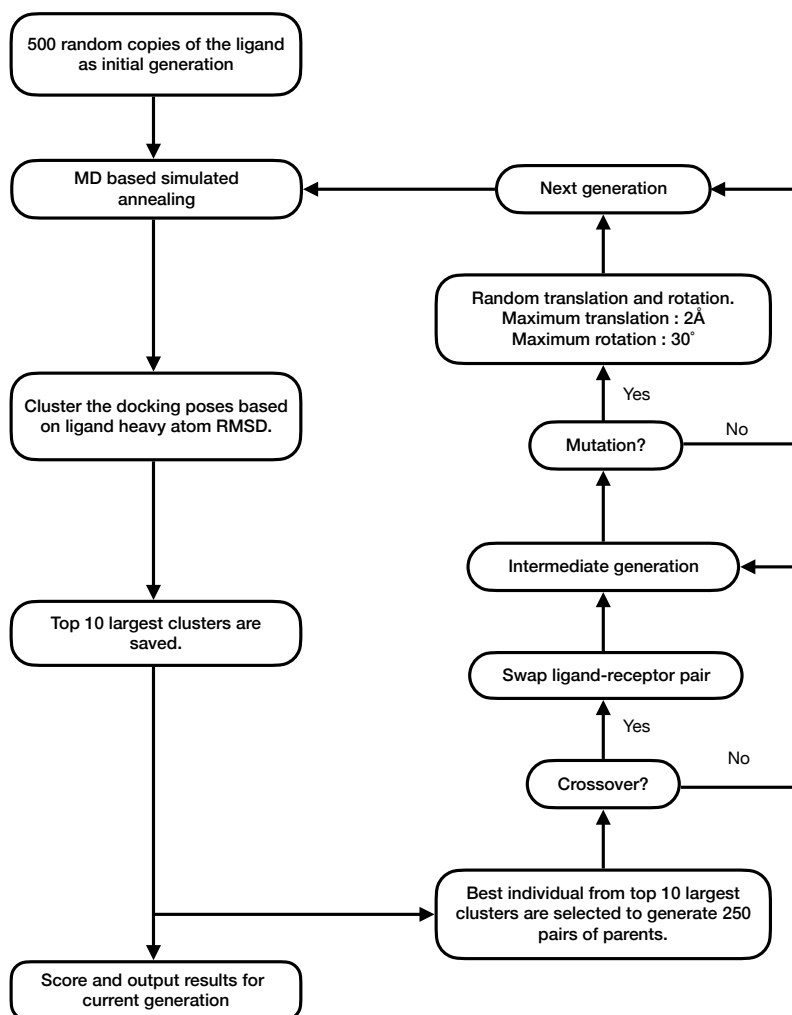 500 random copies of the ligand
as initial generation
MD based simulated
annealing
Cluster the docking poses based
on ligand heavy atom RMSD.
Top 10 largest clusters are
saved.
Score and output results for
current generation
Next generation
Random translation and rotation.
Maximum translation : 2Å
Maximum rotation : 30°
Yes
Mutation?
No
Intermediate generation
Swap ligand-receptor pair
Yes
Crossover?
No
Best individual from top 10 largest
clusters are selected to generate 250
pairs of parents.